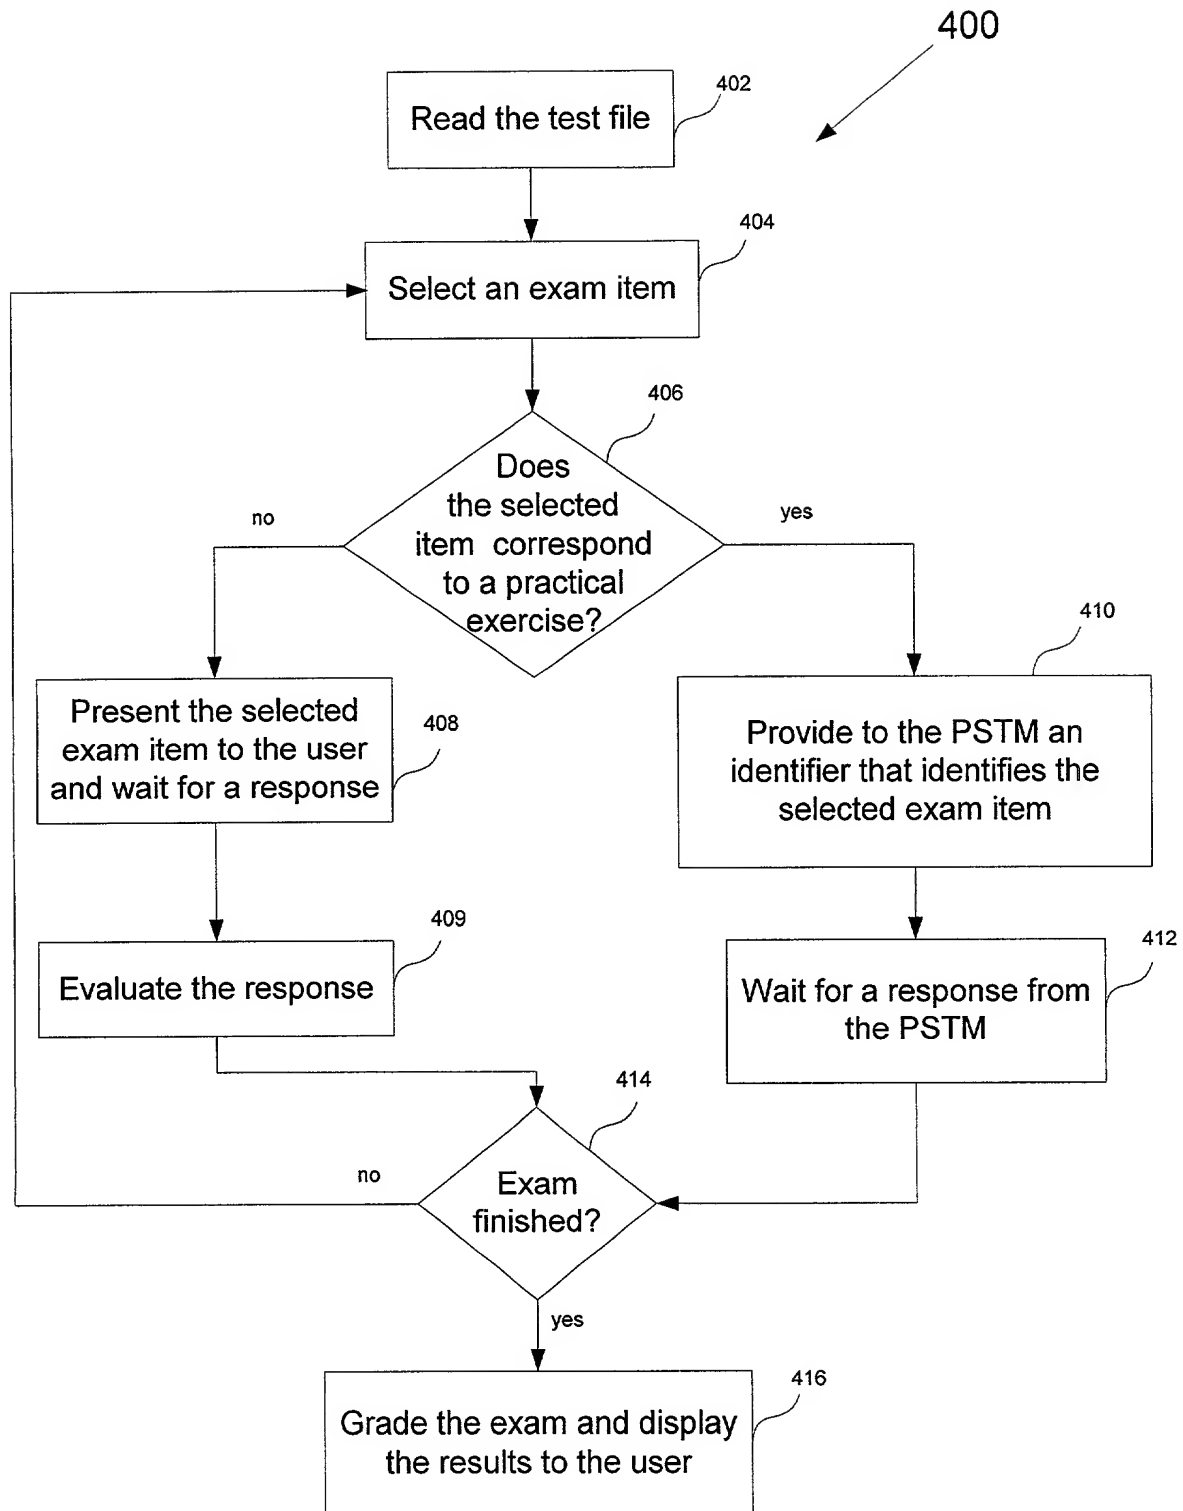 400
402
Read the test file
404
Select an exam item
406
Does
the selected
item correspond
to a practical
exercise?
no
yes
408
Present the selected
exam item to the user
and wait for a response
410
Provide to the PSTM an
identifier that identifies the
selected exam item
409
Evaluate the response
412
Wait for a response from
the PSTM
414
Exam
finished?
no
yes
416
Grade the exam and display
the results to the user